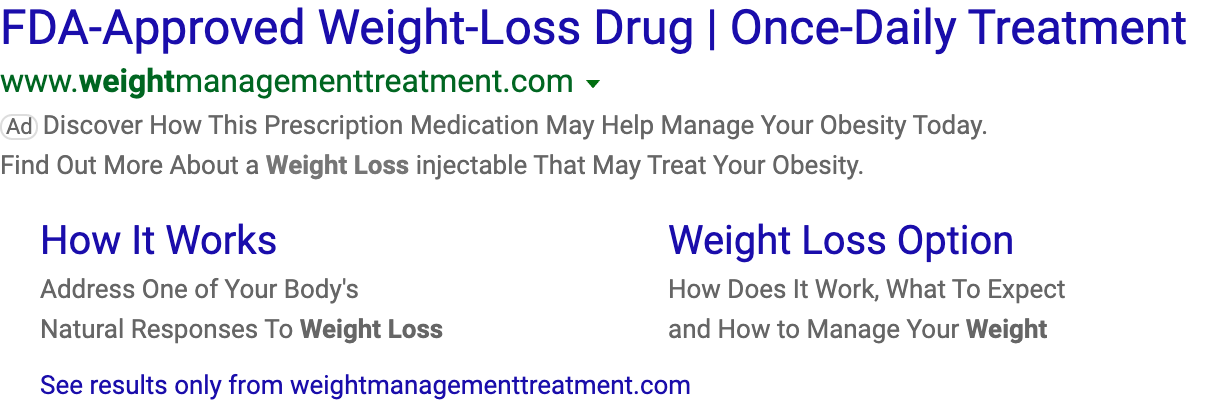 FDA-Approved Weight-Loss Drug | Once-Daily Treatment
www.weightmanagementtreatment.com
Ad Discover How This Prescription Medication May Help Manage Your Obesity Today.
Find Out More About a Weight Loss injectable That May Treat Your Obesity.
How It Works
Address One of Your Body's
Natural Responses To Weight Loss
Weight Loss Option
How Does It Work, What To Expect
and How to Manage Your Weight
See results only from weightmanagementtreatment.com